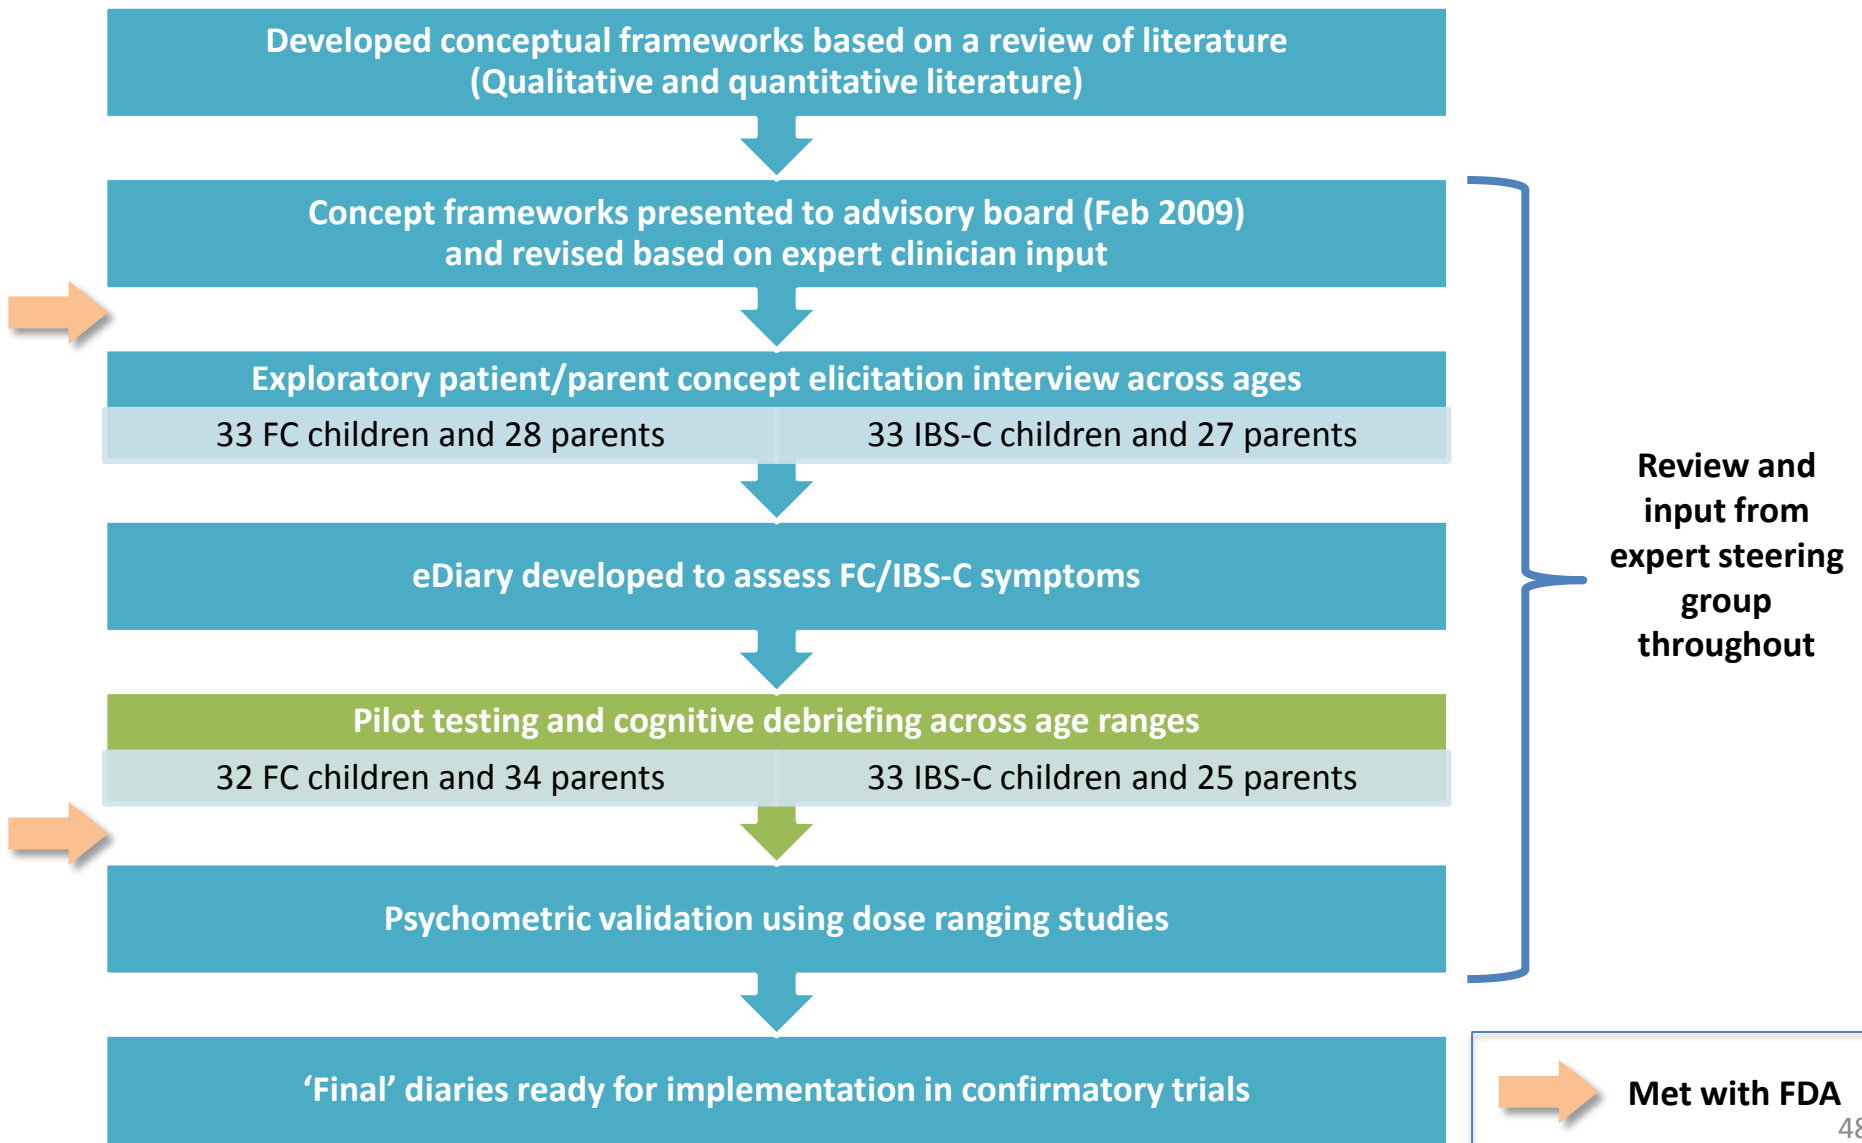 Developed conceptual frameworks based on a review of literature
(Qualitative and quantitative literature)
Concept frameworks presented to advisory board (Feb 2009)
and revised based on expert clinician input
Exploratory patient/parent concept elicitation interview across ages
33 FC children and 28 parents
33 IBS-C children and 27 parents
eDiary developed to assess FC/IBS-C symptoms
Pilot testing and cognitive debriefing across age ranges
32 FC children and 34 parents
33 IBS-C children and 25 parents
Psychometric validation using dose ranging studies
‘Final’ diaries ready for implementation in confirmatory trials
Review and
input from
expert steering
group
throughout
Met with FDA
48